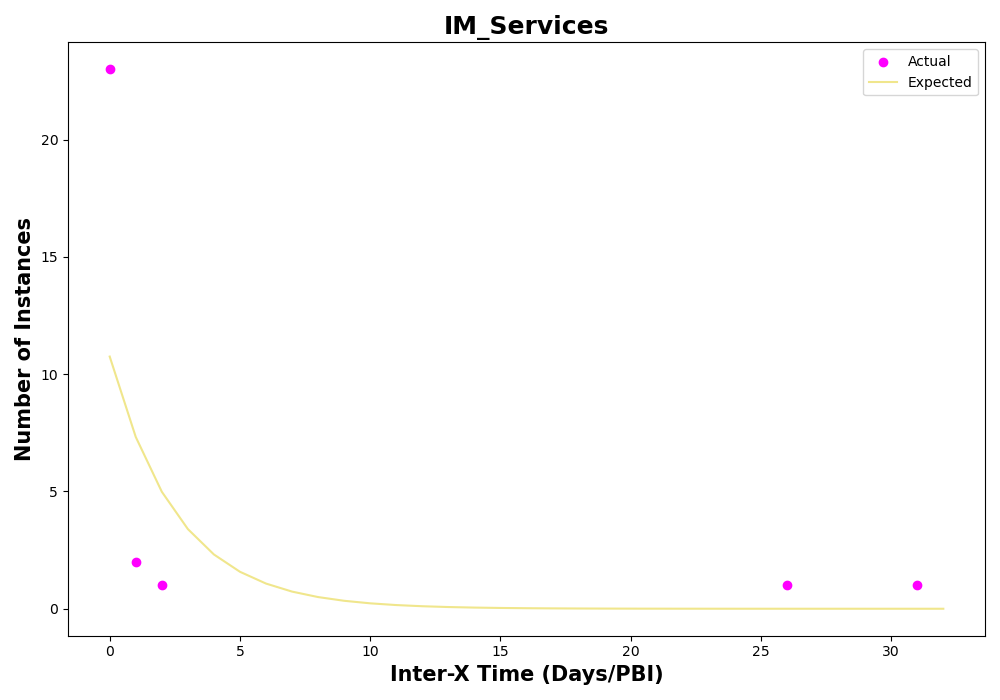 IM_Services
Actual
Expected
Number of Instances
20
15
10
5
0
0 5 10 15 20 25 30
Inter-X Time (Days/PBI)